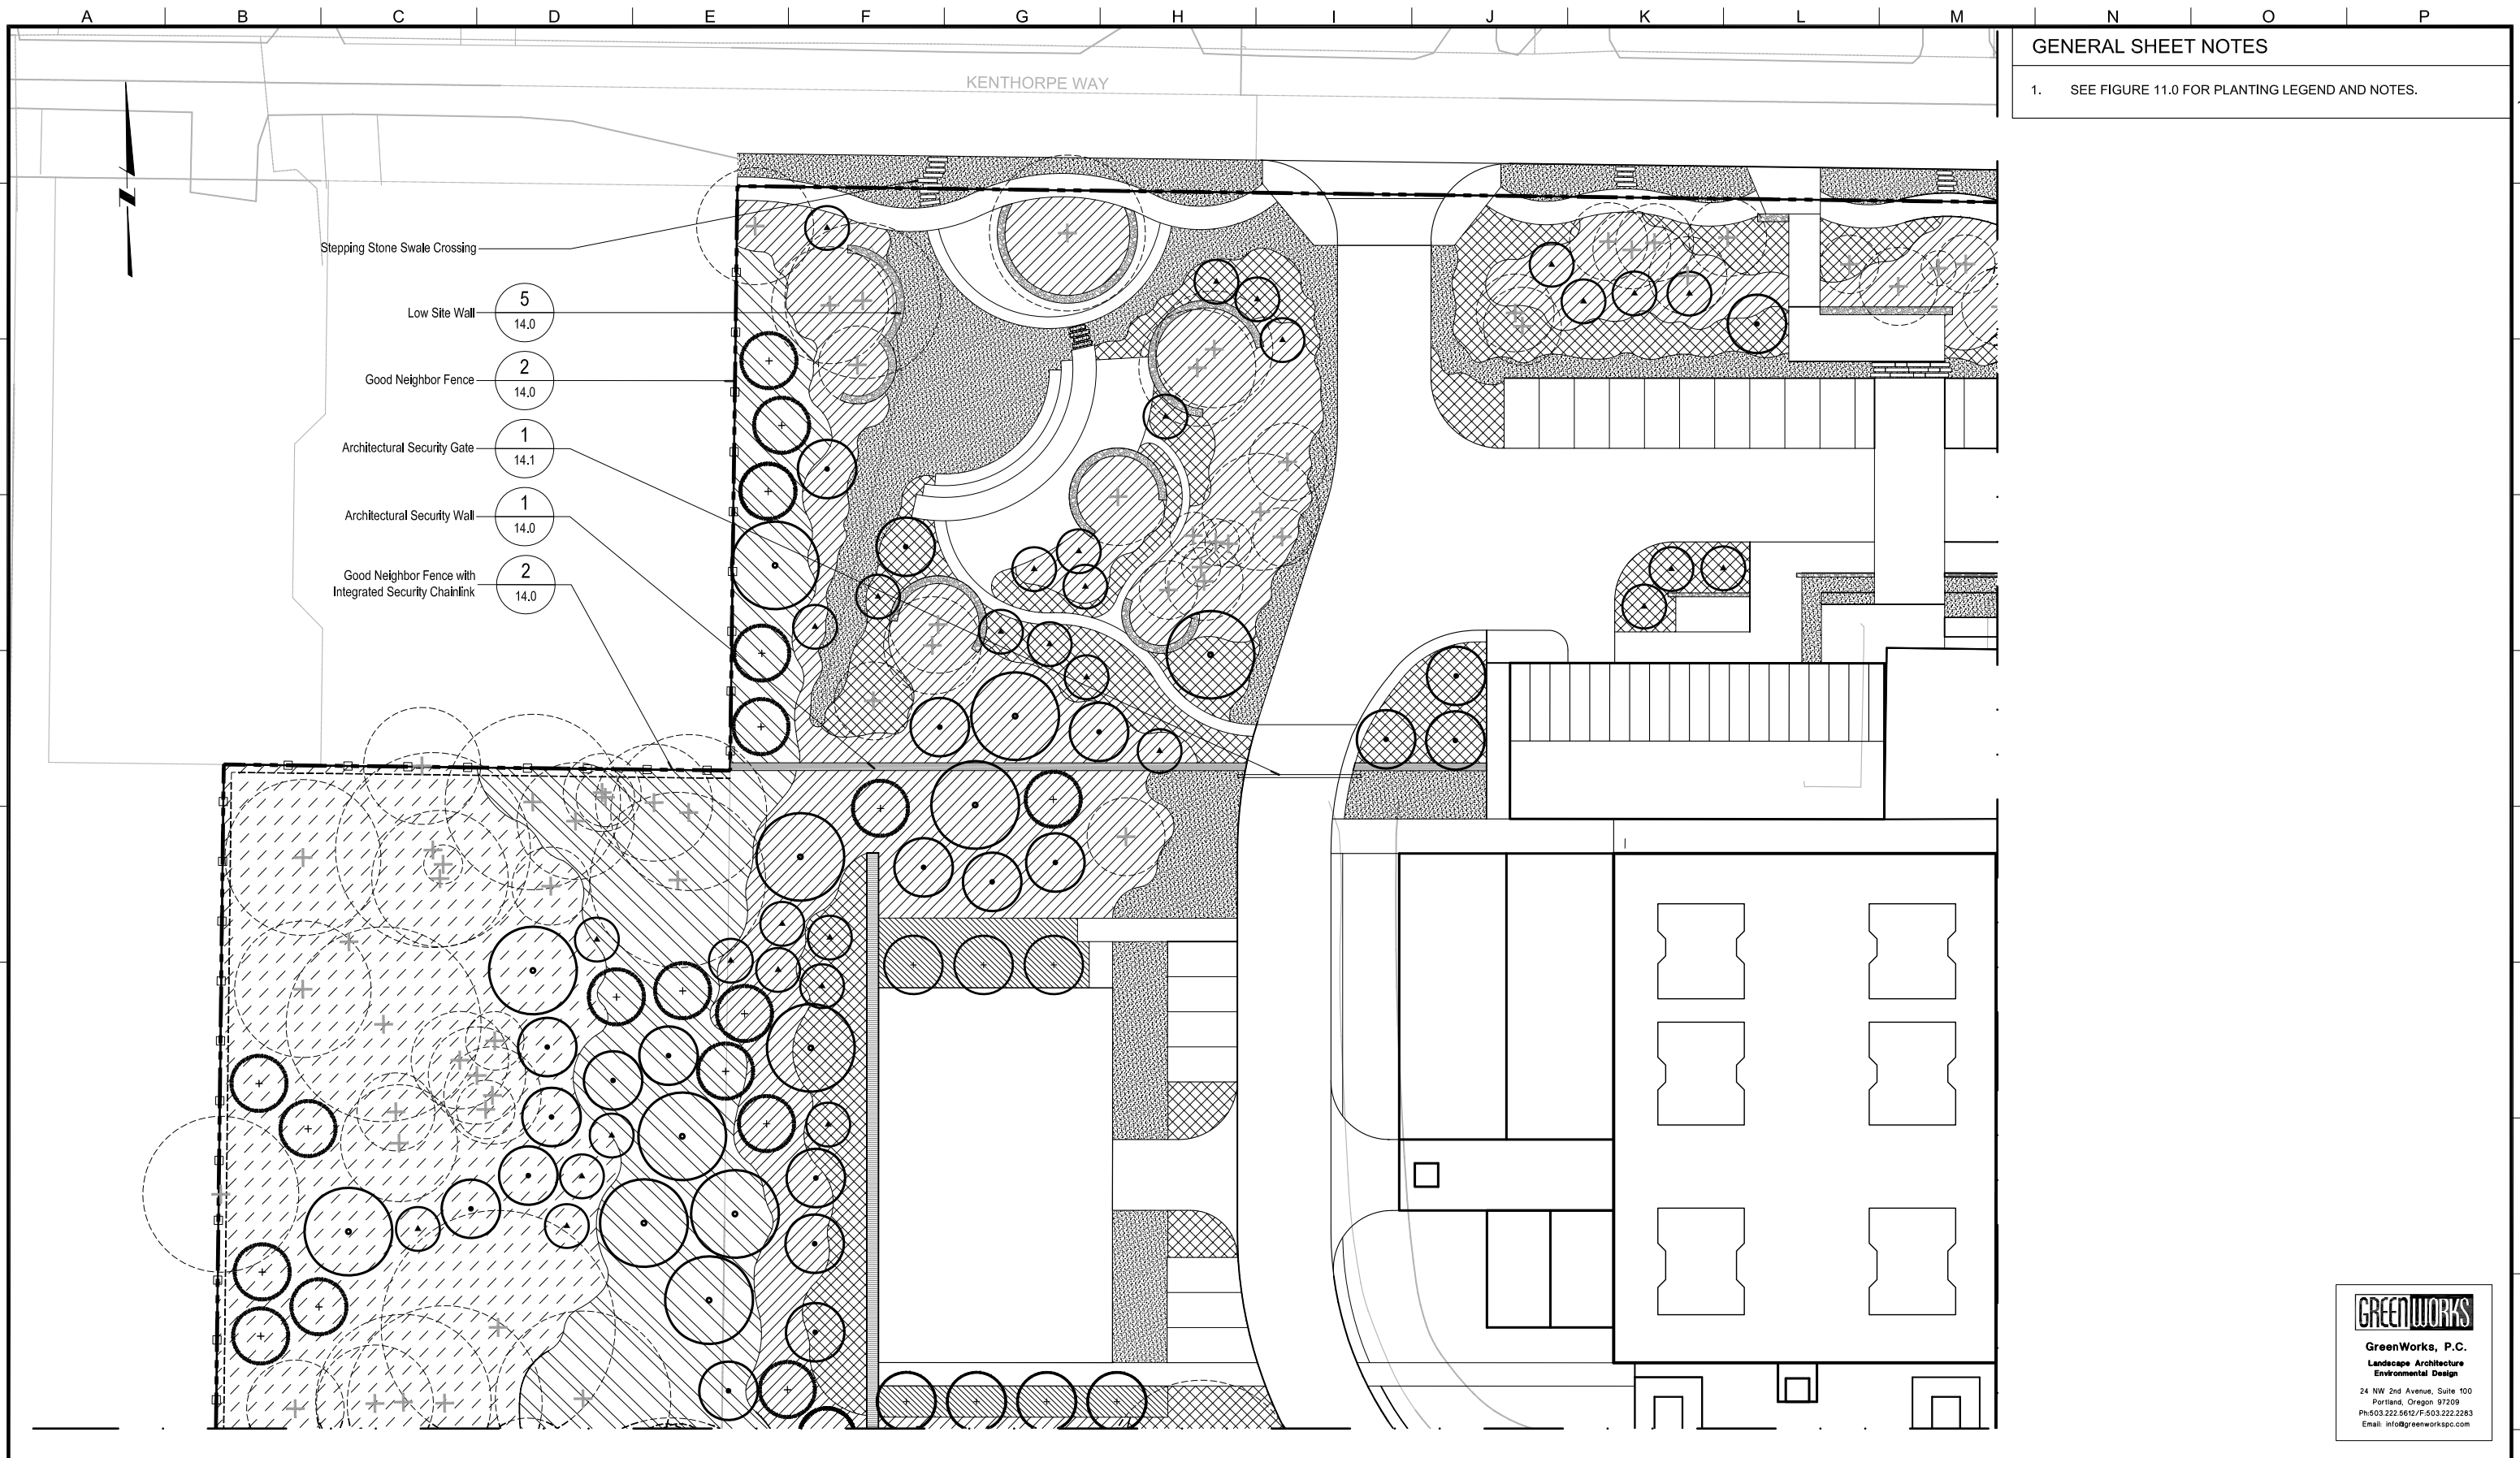 A B C D E F G H I J K L M N O P
GENERAL SHEET NOTES
1. SEE FIGURE 11.0 FOR PLANTING LEGEND AND NOTES.
KENTHORPE WAY
N
Stepping Stone Swale Crossing
Low Site Wall
5
14.0
Good Neighbor Fence
2
14.0
Architectural Security Gate
1
14.1
Architectural Security Wall
1
14.0
Good Neighbor Fence with
Integrated Security Chainlink
2
14.0
GREENWORKS
GreenWorks, P.C.
Landscape Architecture
Environmental Design
24 NW 2nd Avenue, Suite 100
Portland, Oregon 97209
Ph:503.222.5612/F:503.222.2283
Email: info@greenworkspc.com